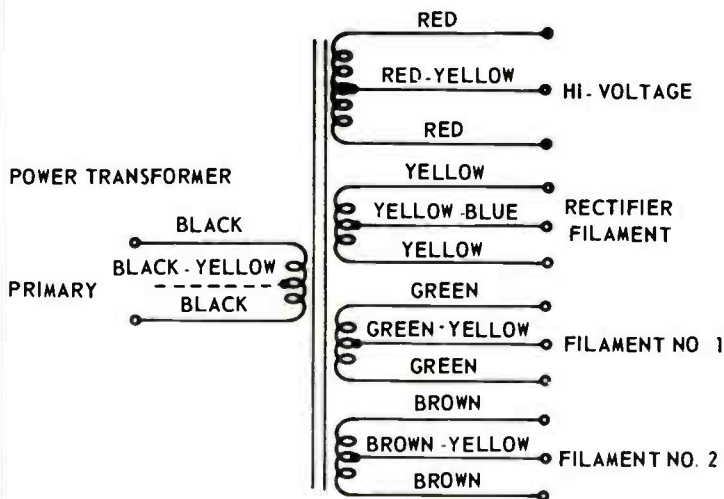 RED
RED-YELLOW
HI-VOLTAGE
RED
POWER TRANSFORMER
YELLOW
BLACK
YELLOW-BLUE
RECTIFIER
FILAMENT
BLACK-YELLOW
YELLOW
PRIMARY
BLACK
GREEN
GREEN-YELLOW
FILAMENT NO 1
GREEN
BROWN
BROWN-YELLOW
FILAMENT NO. 2
BROWN